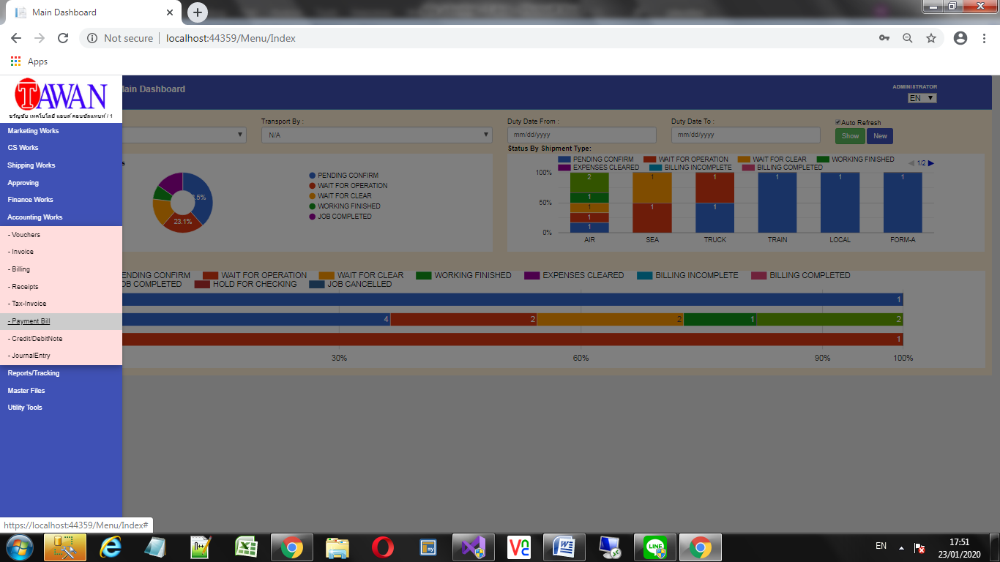 Main Dashboard
Not secure
localhost:44359/Menu/Index
Apps
TAWAN
ขวัญชัย เทคโนโลยี แอนด์ คอนซัลแทนท์ / 1
Main Dashboard
ADMINISTRATOR
EN
Marketing Works
CS Works
Shipping Works
Approving
Finance Works
Accounting Works
- Vouchers
- Invoice
- Billing
- Receipts
- Tax-Invoice
- Payment Bill
- Credit/DebitNote
- JournalEntry
Reports/Tracking
Master Files
Utility Tools
Transport By :
N/A
Duty Date From :
mm/dd/yyyy
Duty Date To :
mm/dd/yyyy
Auto Refresh
Show New
PENDING CONFIRM
WAIT FOR OPERATION
WAIT FOR CLEAR
WORKING FINISHED
JOB COMPLETED
.5%
23.1%
Status By Shipment Type:
PENDING CONFIRM WAIT FOR OPERATION WAIT FOR CLEAR WORKING FINISHED 1/2
EXPENSES CLEARED BILLING INCOMPLETE BILLING COMPLETED
100% 2 1 1 1 1 1
50% 1
1 1 1
1
0% 1
AIR SEA TRUCK TRAIN LOCAL FORM-A
PENDING CONFIRM WAIT FOR OPERATION WAIT FOR CLEAR WORKING FINISHED EXPENSES CLEARED BILLING INCOMPLETE BILLING COMPLETED
JOB COMPLETED HOLD FOR CHECKING JOB CANCELLED
1
4 2 2 1 2
1
30% 60% 90% 100%
https://localhost:44359/Menu/Index#
EN
17:51
23/01/2020